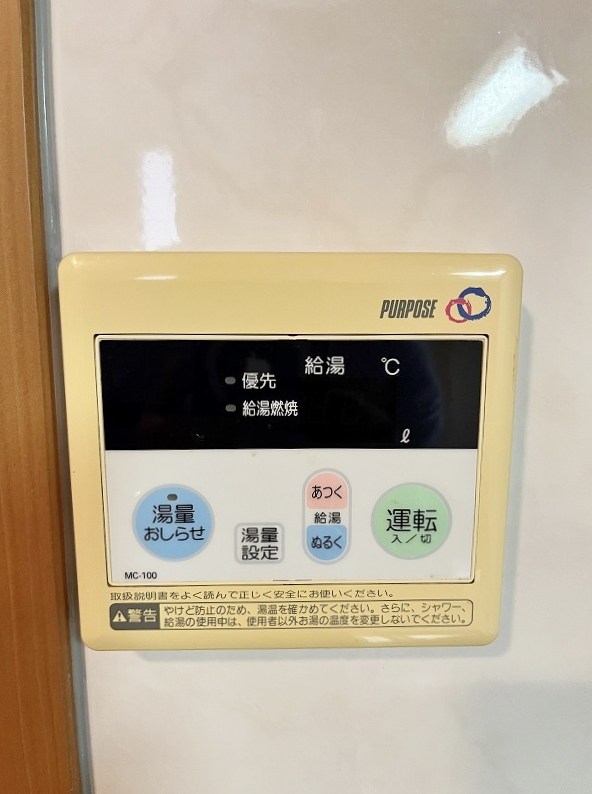 PURPOSE
給湯 ℃
優先
給湯燃焼
ℓ
湯量
おしらせ
湯量
設定
あつく
給湯
ぬるく
運転
入／切
MC-100
取扱説明書をよく読んで正しく安全にお使いください。
警告 やけど防止のため、湯温を確かめてください。さらに、シャワー、
給湯の使用中は、使用者以外お湯の温度を変更しないでください。